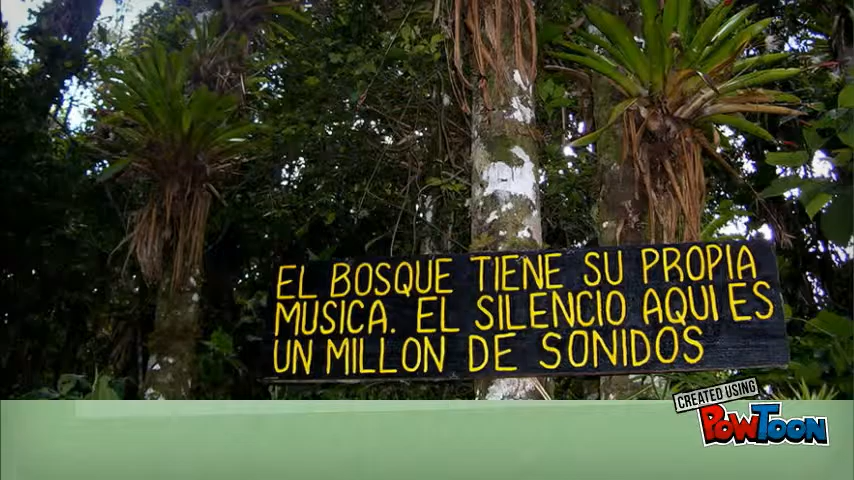 EL BOSQUE TIENE SU PROPIA
MUSICA. EL SILENCIO AQUI ES
UN MILLON DE SONIDOS
CREATED USING
POWTOON